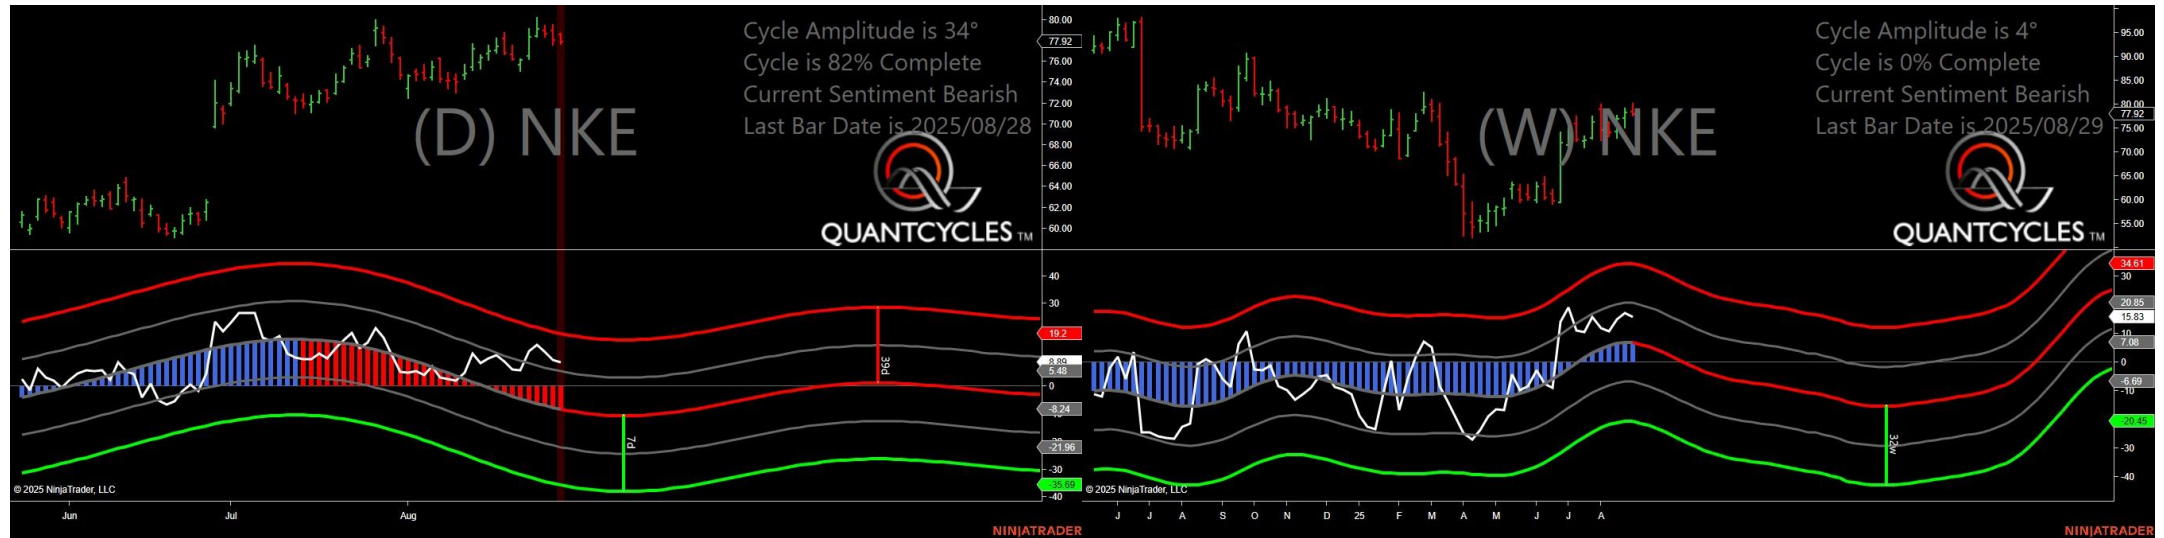 Cycle Amplitude is 34°
Cycle is 82% Complete
Current Sentiment Bearish
Last Bar Date is 2025/08/28
(D) NKE
QUANTCYCLES TM
80.00
77.92
76.00
74.00
72.00
70.00
68.00
66.00
64.00
62.00
60.00
40
30
19.2
8.89
5.48
0
-8.24
-21.96
-30
-35.69
-40
39d
7d
© 2025 NinjaTrader, LLC
Jun Jul Aug
NINJATRADER
Cycle Amplitude is 4°
Cycle is 0% Complete
Current Sentiment Bearish
Last Bar Date is 2025/08/29
(W) NKE
QUANTCYCLES TM
95.00
90.00
85.00
80.00
77.92
75.00
70.00
65.00
60.00
55.00
34.61
30
20.85
15.83
10
7.08
0
-6.69
-10
-20.45
-30
-40
32w
© 2025 NinjaTrader, LLC
J J A S O N D 25 F M A M J J A
NINJATRADER